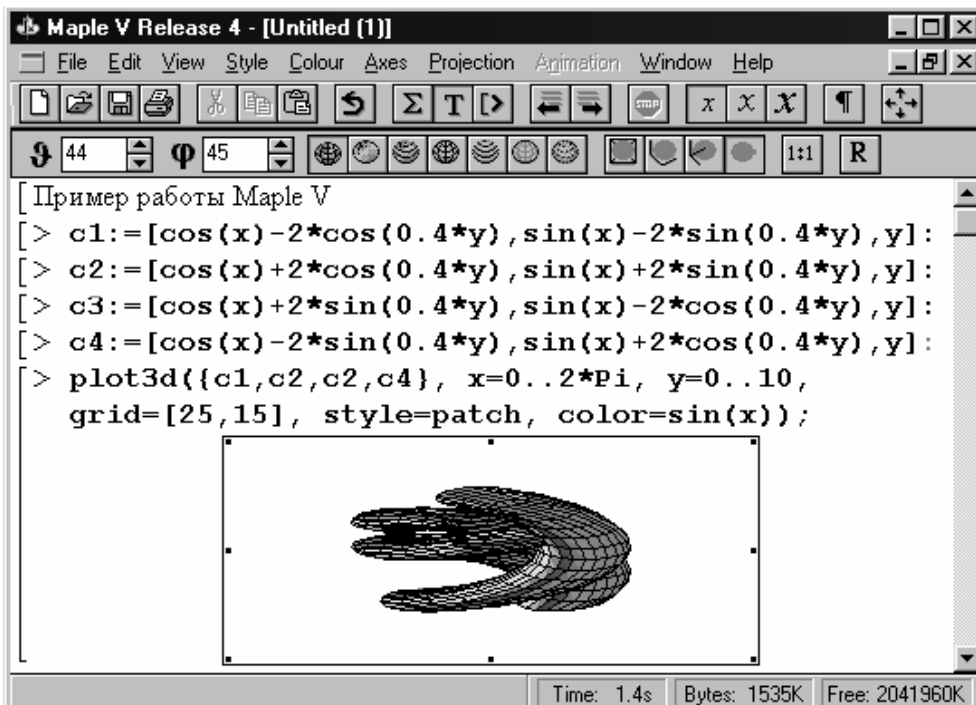 Maple V Release 4 - [Untitled (1)]
File Edit View Style Colour Axes Projection Animation Window Help
Σ T [> STOP x x x ¶
ϑ 44 φ 45 1:1 R
Пример работы Maple V
> c1:=[cos(x)-2*cos(0.4*y),sin(x)-2*sin(0.4*y),y]:
> c2:=[cos(x)+2*cos(0.4*y),sin(x)+2*sin(0.4*y),y]:
> c3:=[cos(x)+2*sin(0.4*y),sin(x)-2*cos(0.4*y),y]:
> c4:=[cos(x)-2*sin(0.4*y),sin(x)+2*cos(0.4*y),y]:
> plot3d({c1,c2,c2,c4}, x=0..2*Pi, y=0..10,
grid=[25,15], style=patch, color=sin(x));
Time: 1.4s Bytes: 1535K Free: 2041960K